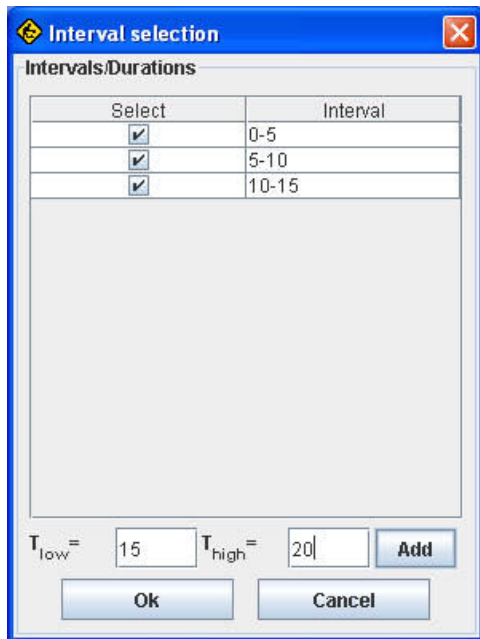 Interval selection
Intervals/Durations
Select Interval
0-5
5-10
10-15
Tlow= 15 Thigh= 20 Add
Ok Cancel